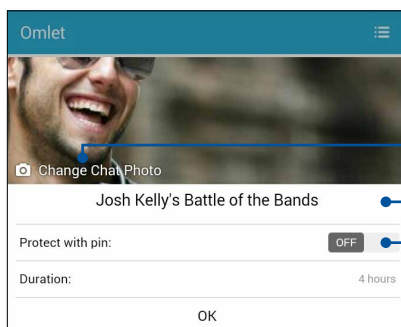 Omlet
Change Chat Photo
Josh Kelly's Battle of the Bands
Protect with pin:
OFF
Duration:
4 hours
OK